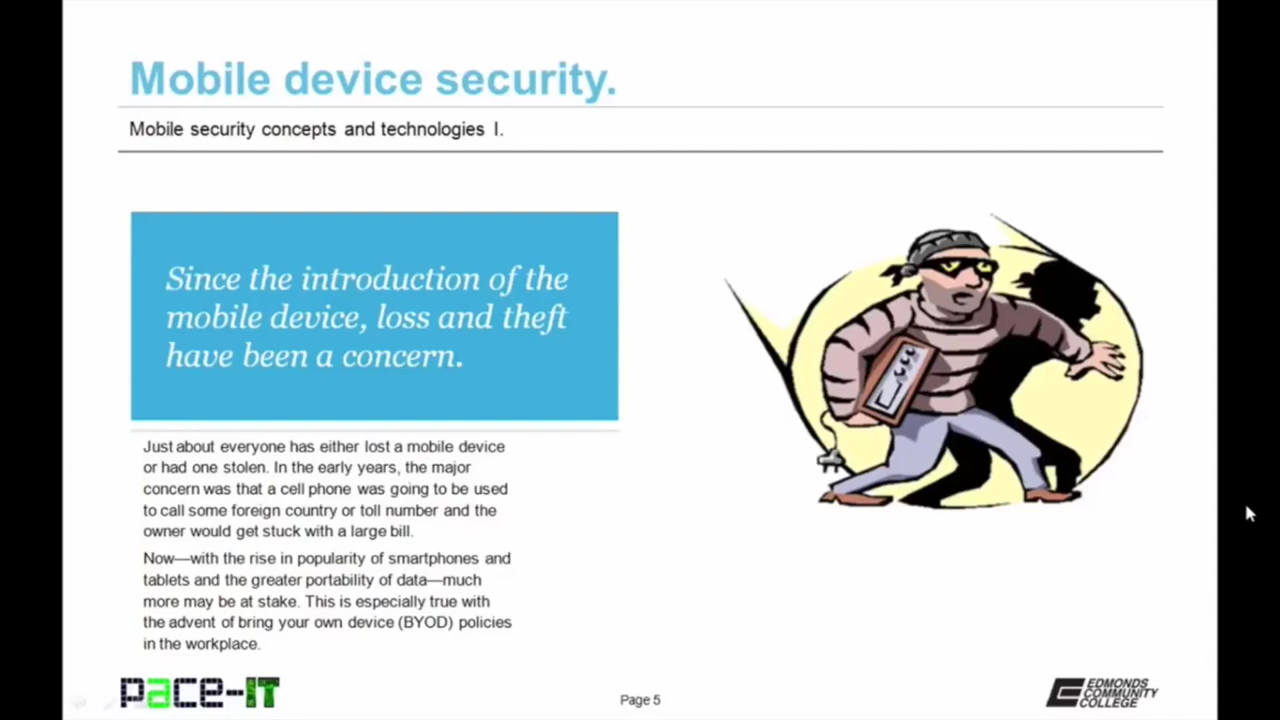 Mobile device security.
Mobile security concepts and technologies I.
Since the introduction of the
mobile device, loss and theft
have been a concern.
Just about everyone has either lost a mobile device
or had one stolen. In the early years, the major
concern was that a cell phone was going to be used
to call some foreign country or toll number and the
owner would get stuck with a large bill.
Now—with the rise in popularity of smartphones and
tablets and the greater portability of data—much
more may be at stake. This is especially true with
the advent of bring your own device (BYOD) policies
in the workplace.
pace-IT
Page 5
EDMONDS
COMMUNITY
COLLEGE